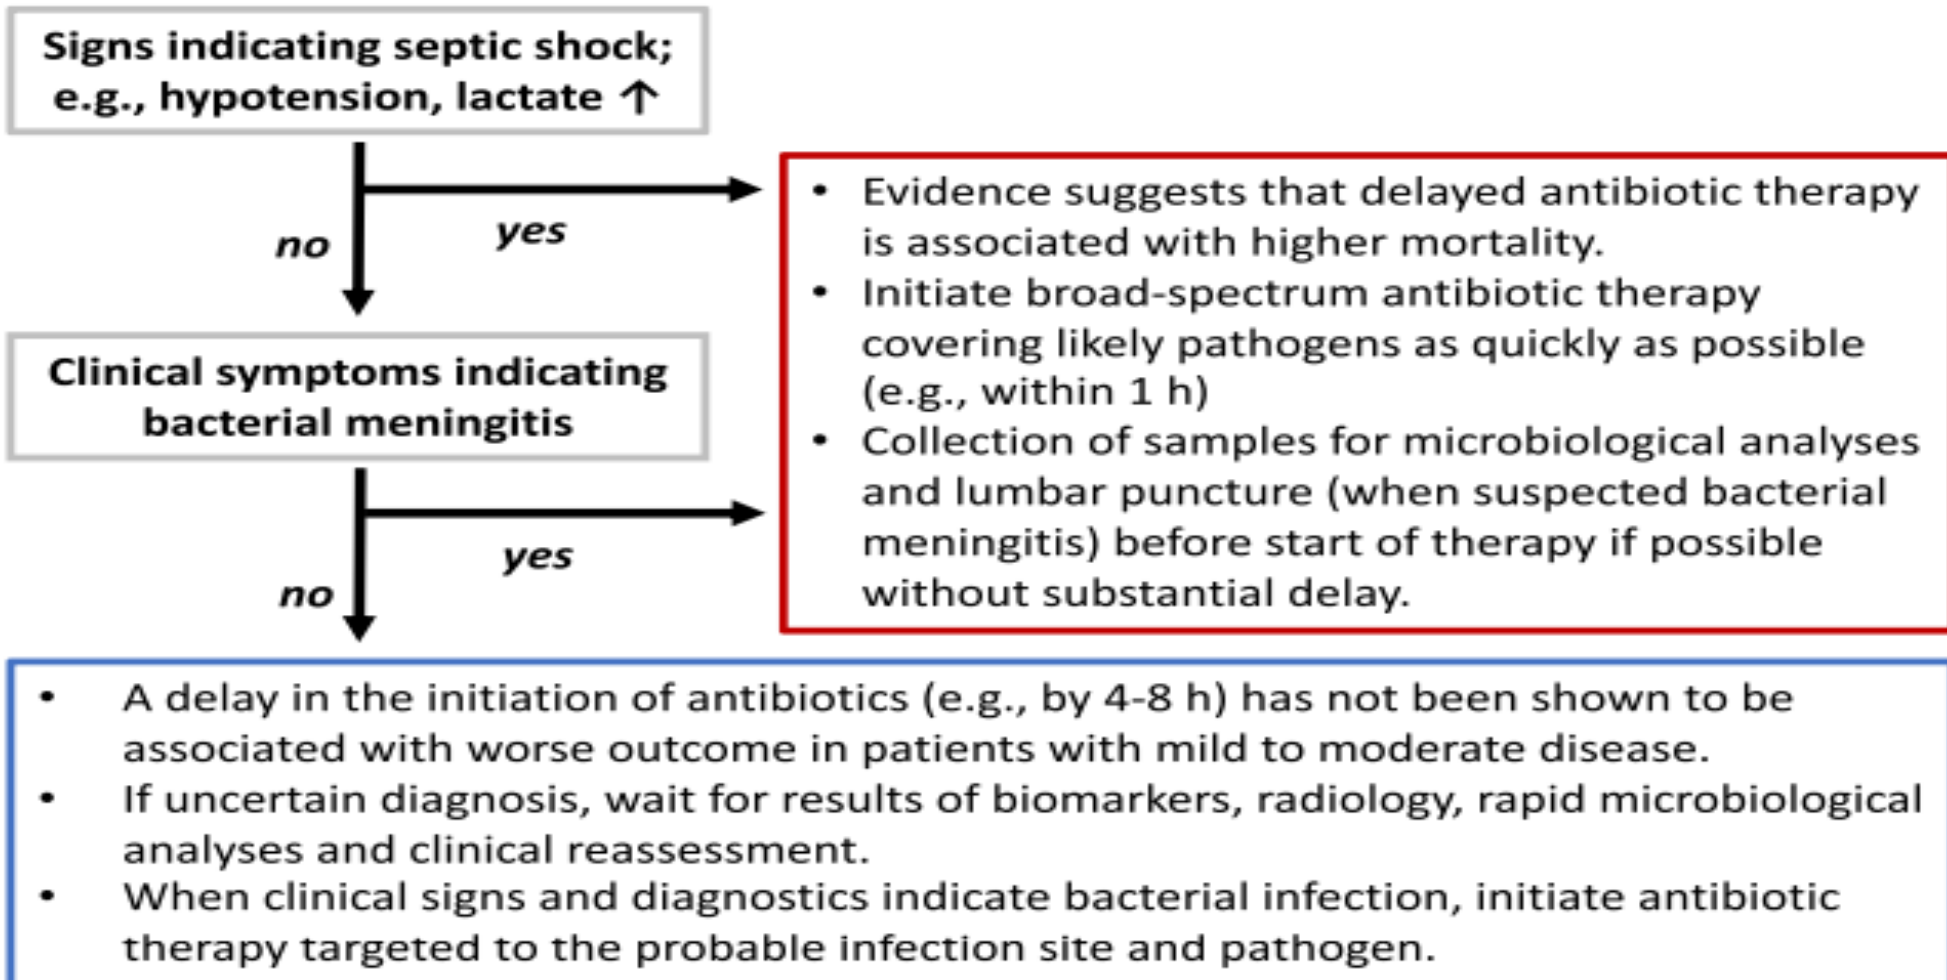 Signs indicating septic shock;
e.g., hypotension, lactate ↑
no
yes
• Evidence suggests that delayed antibiotic therapy
is associated with higher mortality.
• Initiate broad-spectrum antibiotic therapy
covering likely pathogens as quickly as possible
(e.g., within 1 h)
• Collection of samples for microbiological analyses
and lumbar puncture (when suspected bacterial
meningitis) before start of therapy if possible
without substantial delay.
Clinical symptoms indicating
bacterial meningitis
yes
no
• A delay in the initiation of antibiotics (e.g., by 4-8 h) has not been shown to be
associated with worse outcome in patients with mild to moderate disease.
• If uncertain diagnosis, wait for results of biomarkers, radiology, rapid microbiological
analyses and clinical reassessment.
• When clinical signs and diagnostics indicate bacterial infection, initiate antibiotic
therapy targeted to the probable infection site and pathogen.